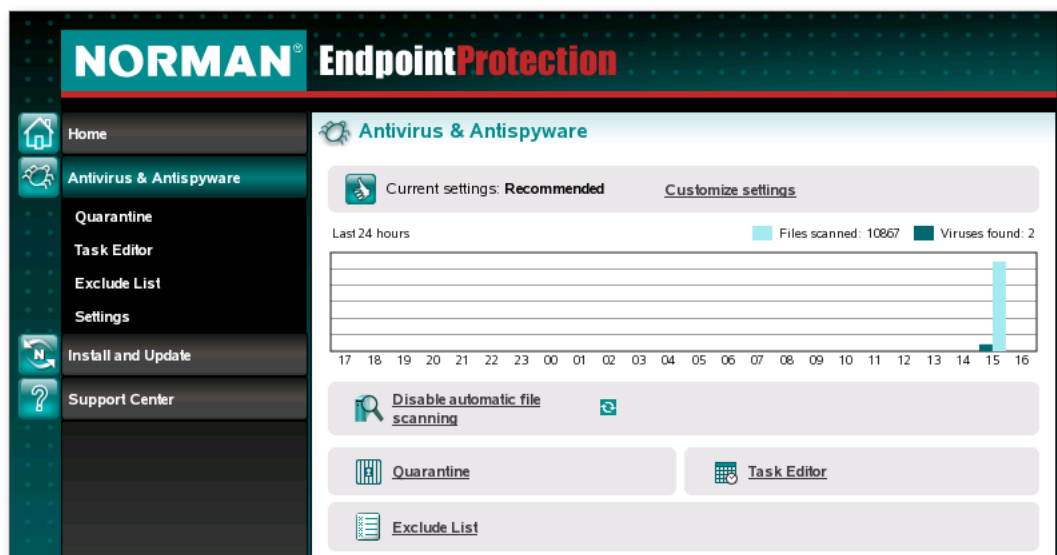 NORMAN® EndpointProtection
Home
Antivirus & Antispyware
Quarantine
Task Editor
Exclude List
Settings
N
Install and Update
?
Support Center
Antivirus & Antispyware
Current settings: Recommended Customize settings
Last 24 hours Files scanned: 10867 Viruses found: 2
17 18 19 20 21 22 23 00 01 02 03 04 05 06 07 08 09 10 11 12 13 14 15 16
Disable automatic file
scanning
Quarantine Task Editor
Exclude List